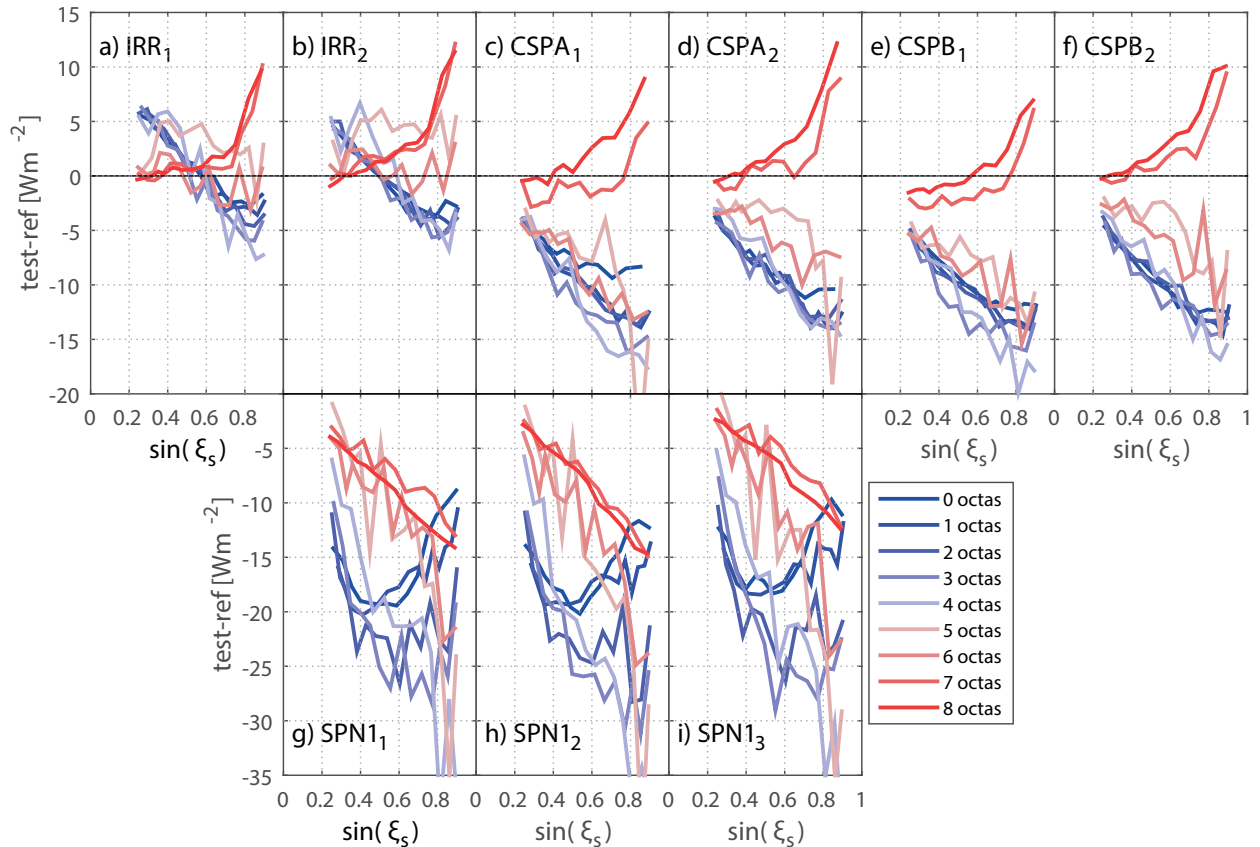 15
10
5
0
-5
-10
-15
-20
test-ref [Wm⁻²]
a) IRR₁
b) IRR₂
c) CSPA₁
d) CSPA₂
e) CSPB₁
f) CSPB₂
0 0.2 0.4 0.6 0.8
sin( ξₛ)
0 0.2 0.4 0.6 0.8
sin( ξₛ)
0 0.2 0.4 0.6 0.8 1
sin( ξₛ)
-5
-10
-15
-20
-25
-30
-35
test-ref [Wm⁻²]
g) SPN1₁
h) SPN1₂
i) SPN1₃
0 0.2 0.4 0.6 0.8
sin( ξₛ)
0 0.2 0.4 0.6 0.8
sin( ξₛ)
0 0.2 0.4 0.6 0.8 1
sin( ξₛ)
0 octas
1 octas
2 octas
3 octas
4 octas
5 octas
6 octas
7 octas
8 octas